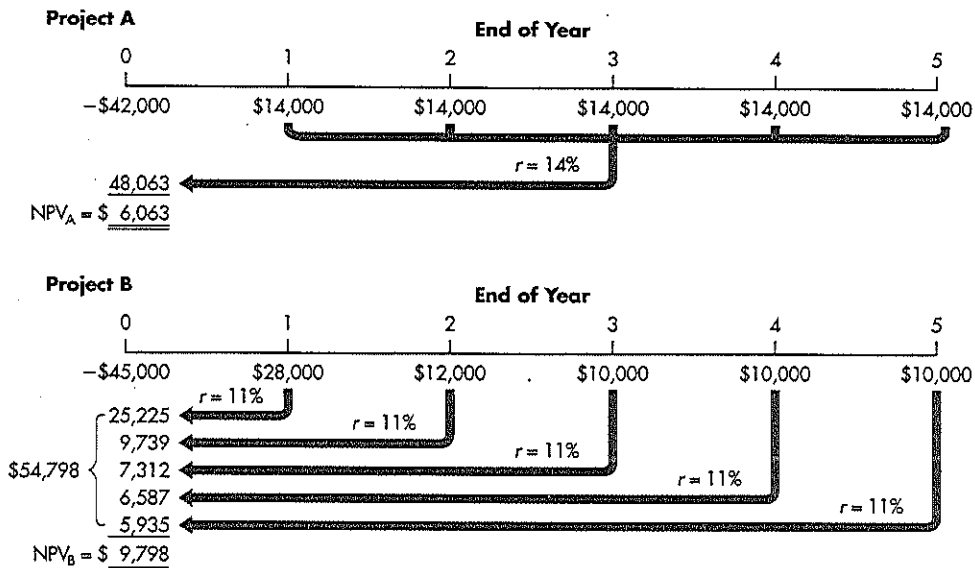 Project A
End of Year
0 1 2 3 4 5
−$42,000 $14,000 $14,000 $14,000 $14,000 $14,000
r = 14%
48,063
NPVA = $ 6,063
Project B
End of Year
0 1 2 3 4 5
−$45,000 $28,000 $12,000 $10,000 $10,000 $10,000
r = 11%
25,225
r = 11%
9,739
r = 11%
$54,798 7,312
r = 11%
6,587
r = 11%
5,935
NPVB = $ 9,798